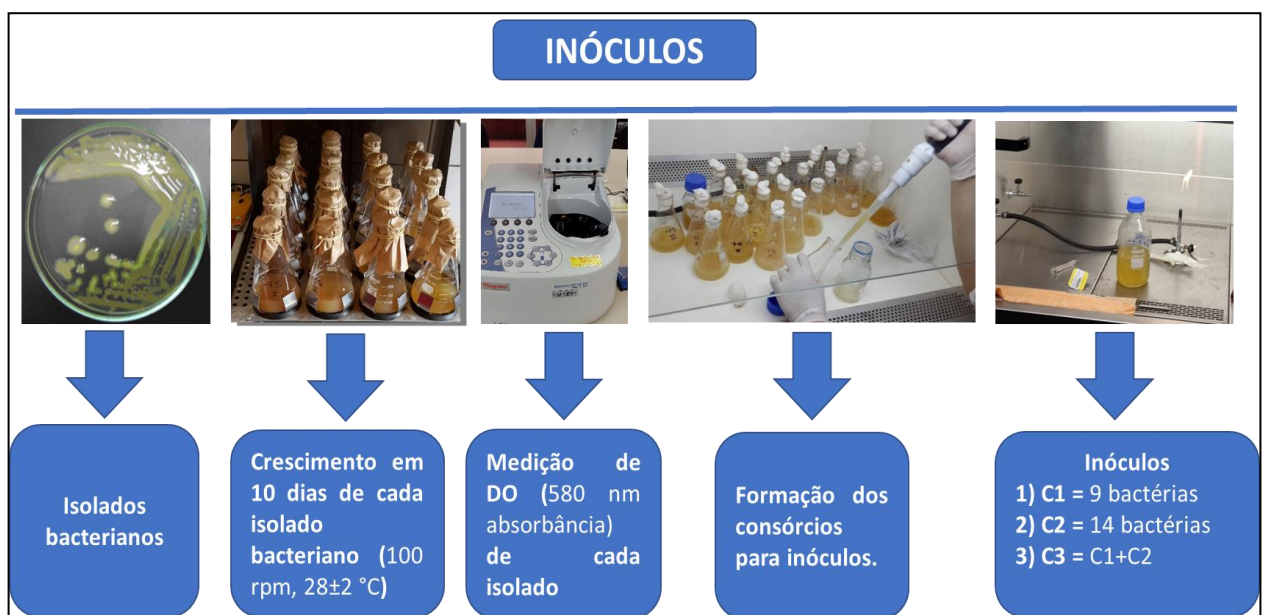 INÓCULOS
Isolados
bacterianos
Crescimento em
10 dias de cada
isolado
bacteriano (100
rpm, 28±2 °C)
Medição de
DO (580 nm
absorbância)
de cada
isolado
Formação dos
consórcios
para inóculos.
Inóculos
1) C1 = 9 bactérias
2) C2 = 14 bactérias
3) C3 = C1+C2